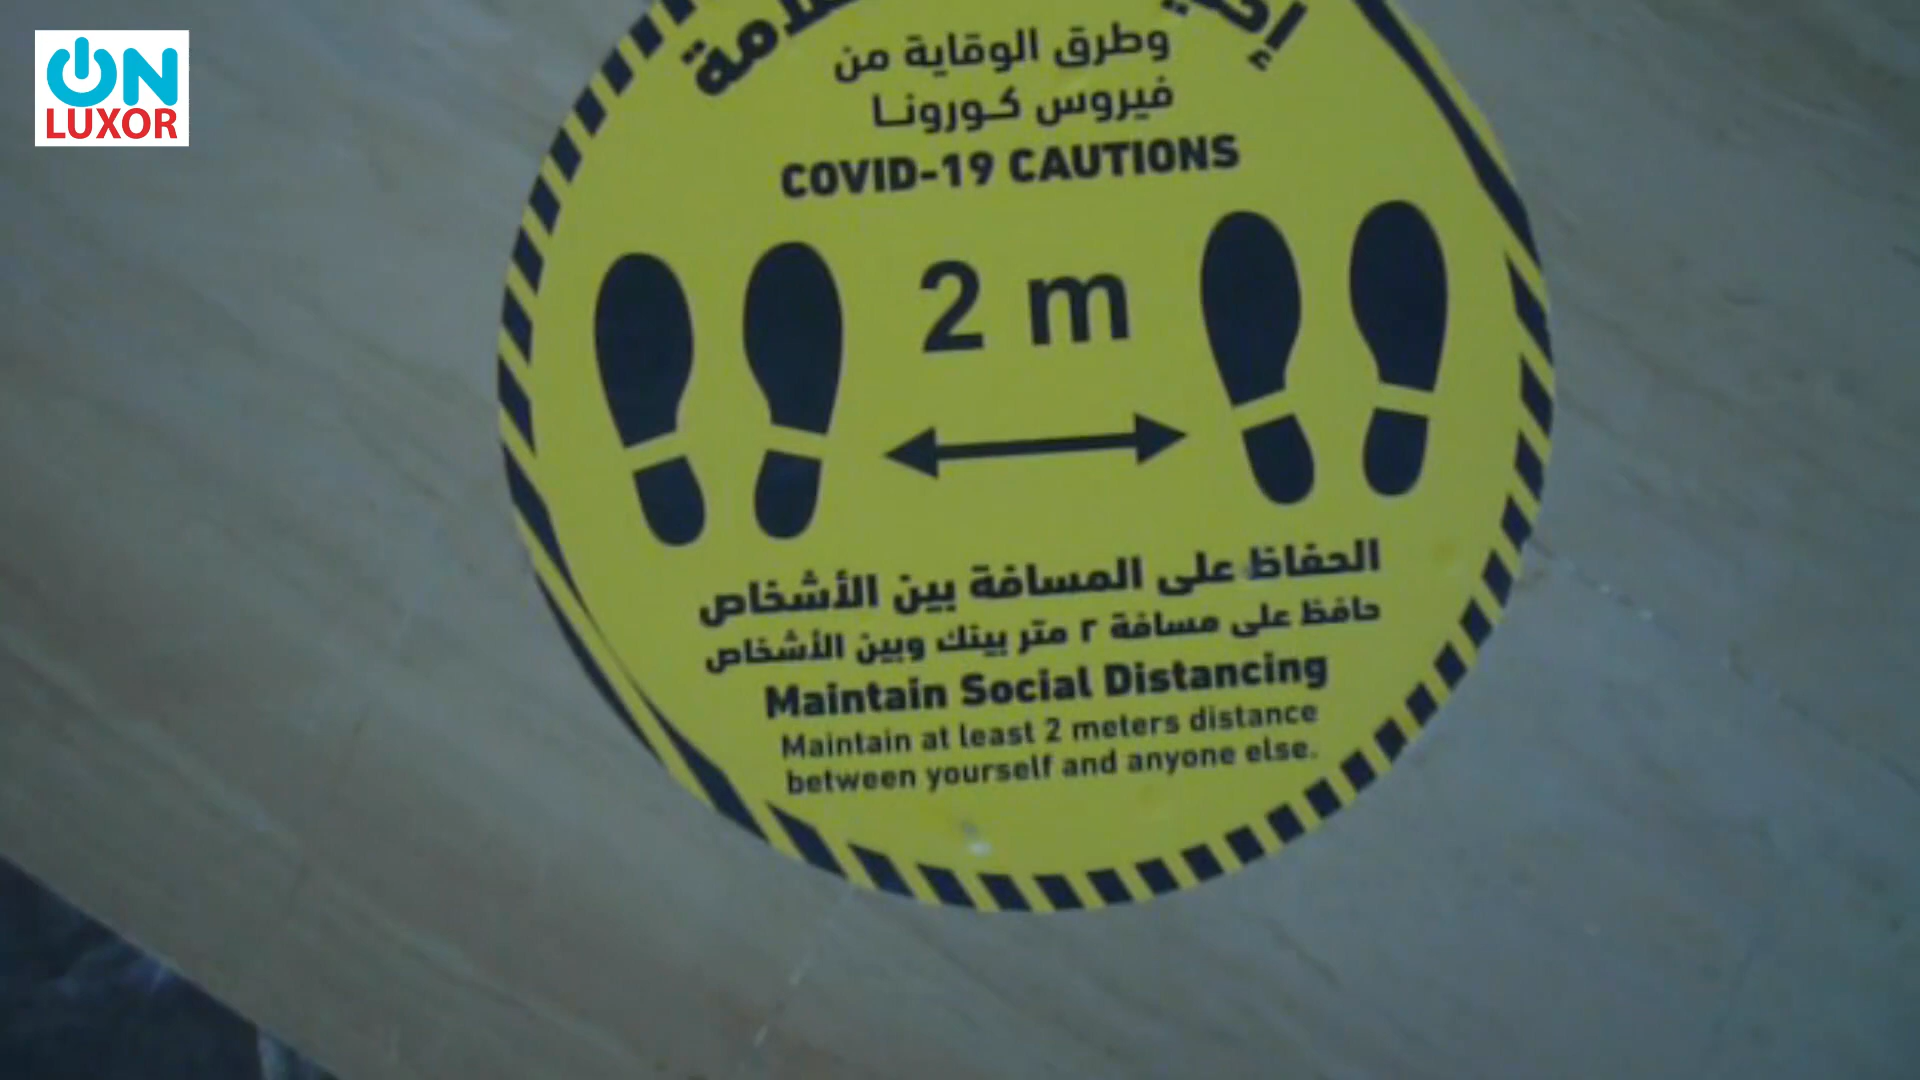 ON
LUXOR
وطرق الوقاية من
فيروس كورونا
COVID-19 CAUTIONS
2 m
الحفاظ على المسافة بين الأشخاص
حافظ على مسافة ٢ متر بينك وبين الأشخاص
Maintain Social Distancing
Maintain at least 2 meters distance
between yourself and anyone else.